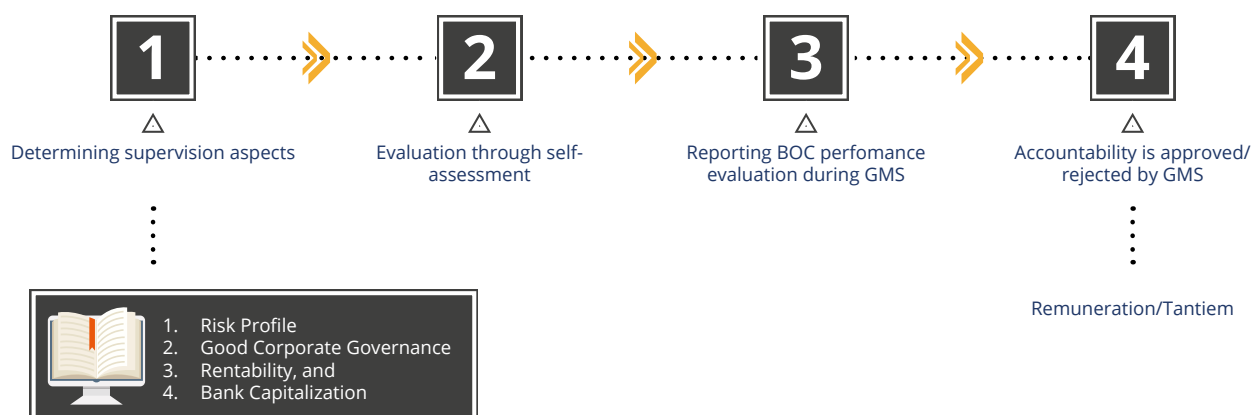 1
2
3
4
Determining supervision aspects
Evaluation through self-
assessment
Reporting BOC perfomance
evaluation during GMS
Accountability is approved/
rejected by GMS
Remuneration/Tantiem
1. Risk Profile
2. Good Corporate Governance
3. Rentability, and
4. Bank Capitalization